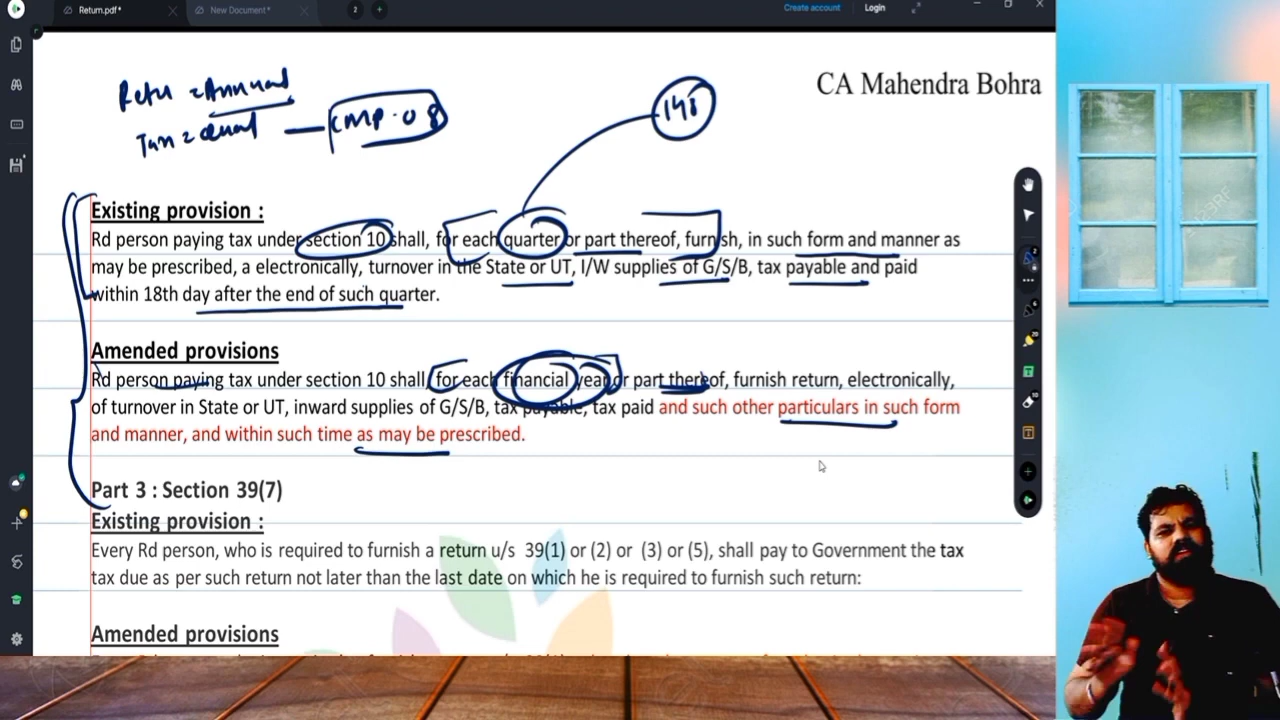 Return.pdf*
New Document*
2
Create account
Login
CA Mahendra Bohra
Retu = Annual
Tax =
CMP-08
148
Existing provision :
Rd person paying tax under section 10 shall, for each quarter or part thereof, furnish, in such form and manner as
may be prescribed, a electronically, turnover in the State or UT, I/W supplies of G/S/B, tax payable and paid
within 18th day after the end of such quarter.
Amended provisions
Rd person paying tax under section 10 shall for each financial year or part thereof, furnish return, electronically,
of turnover in State or UT, inward supplies of G/S/B, tax payable, tax paid and such other particulars in such form
and manner, and within such time as may be prescribed.
Part 3 : Section 39(7)
Existing provision :
Every Rd person, who is required to furnish a return u/s 39(1) or (2) or (3) or (5), shall pay to Government the tax
tax due as per such return not later than the last date on which he is required to furnish such return:
Amended provisions